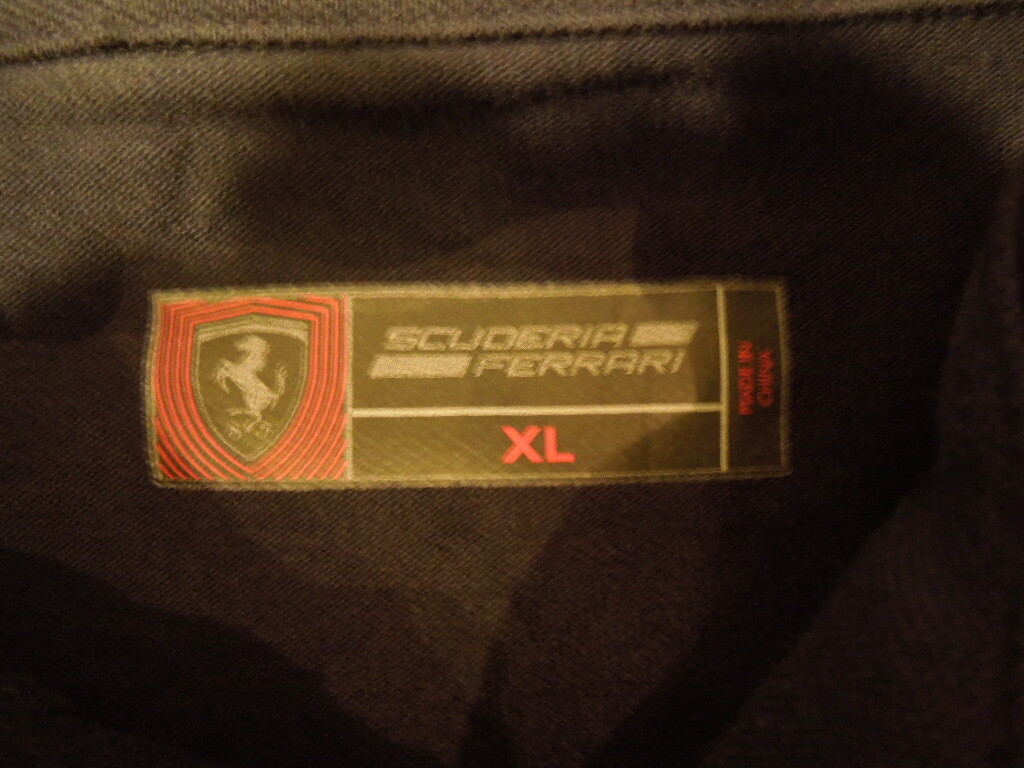 SCUDERIA
FERRARI
XL
MADE IN
CHINA